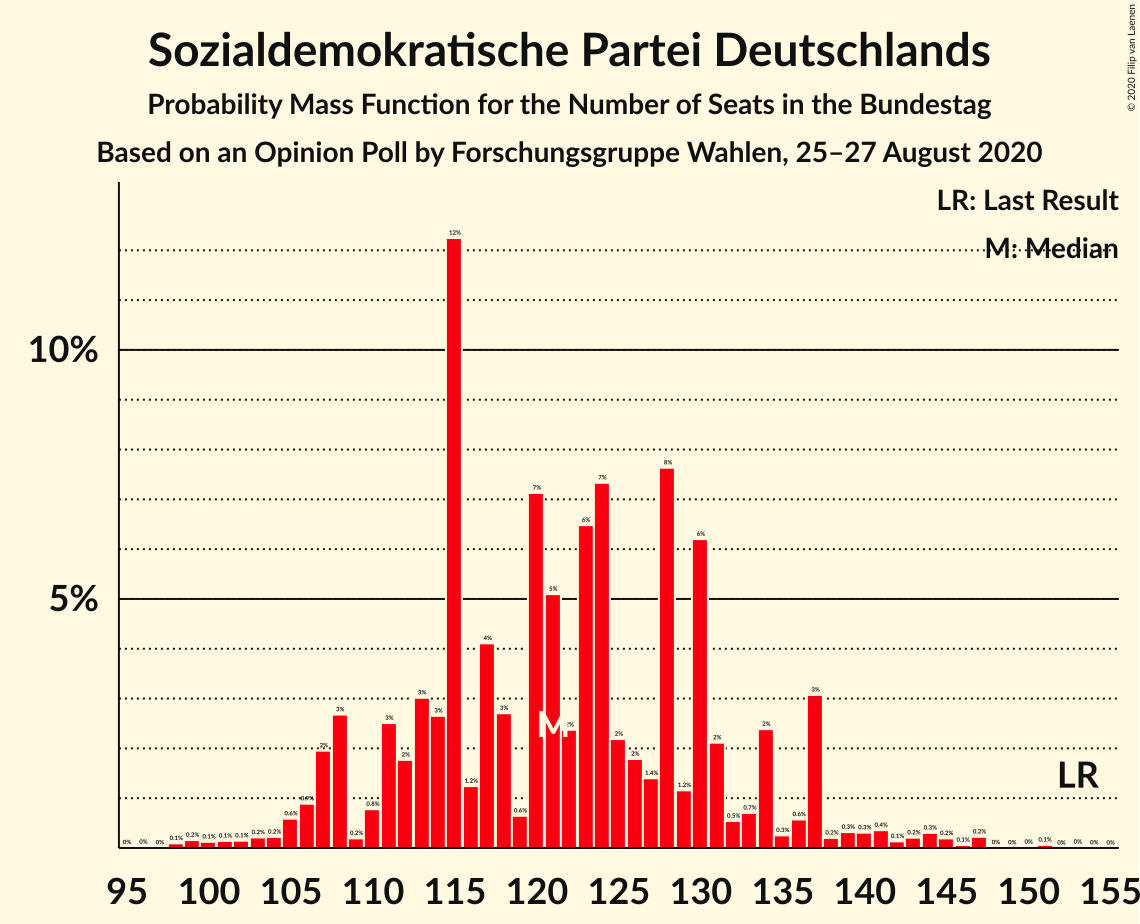 Sozialdemokratische Partei Deutschlands
Probability Mass Function for the Number of Seats in the Bundestag
Based on an Opinion Poll by Forschungsgruppe Wahlen, 25–27 August 2020
© 2020 Filip van Laenen
LR: Last Result
M: Median
10%
5%
0% 0% 0% 0.1% 0.2% 0.1% 0.1% 0.1% 0.2% 0.2% 0.6% 0.9% 2% 3% 0.2% 0.8% 3% 2% 3% 3% 12% 1.2% 4% 3% 0.6% 7% 5% 2% 6% 7% 2% 2% 1.4% 8% 1.2% 6% 2% 0.5% 0.7% 2% 0.3% 0.6% 3% 0.2% 0.3% 0.3% 0.4% 0.1% 0.2% 0.3% 0.2% 0.1% 0.2% 0% 0% 0% 0.1% 0% 0% 0% 0%
M
LR
95 100 105 110 115 120 125 130 135 140 145 150 155